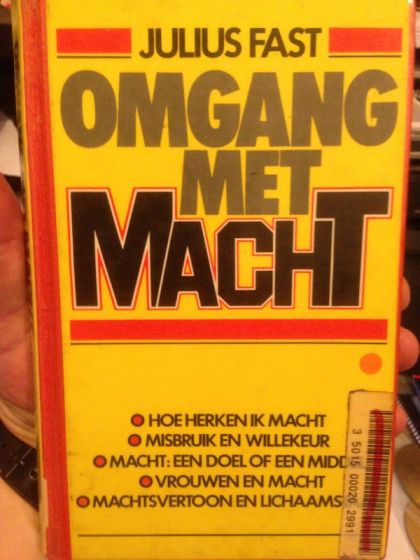 JULIUS FAST
OMGANG
MET
MACHT
HOE HERKEN IK MACHT
MISBRUIK EN WILLEKEUR
MACHT: EEN DOEL OF EEN MIDD
VROUWEN EN MACHT
MACHTSVERTOON EN LICHAAMS
3 5015 00020 2991